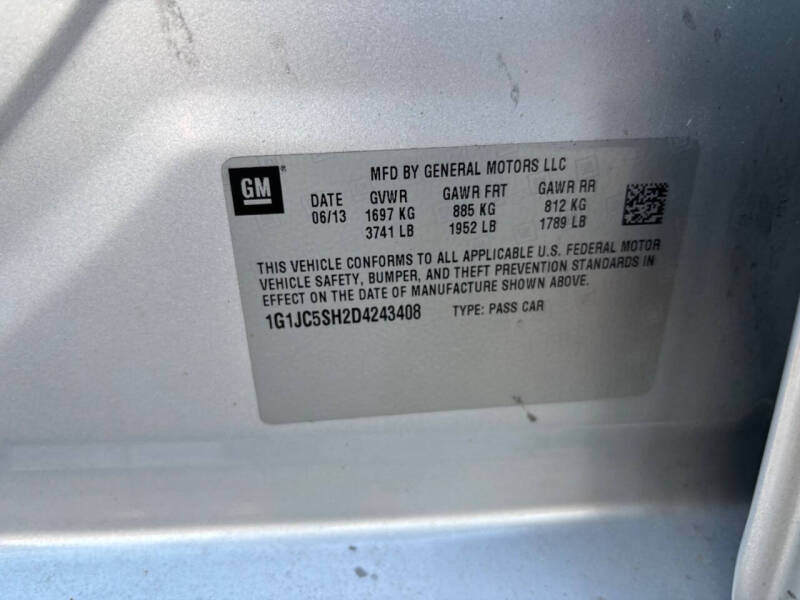 GM
MFD BY GENERAL MOTORS LLC
DATE GVWR GAWR FRT GAWR RR
06/13 1697 KG 885 KG 812 KG
3741 LB 1952 LB 1789 LB
THIS VEHICLE CONFORMS TO ALL APPLICABLE U.S. FEDERAL MOTOR
VEHICLE SAFETY, BUMPER, AND THEFT PREVENTION STANDARDS IN
EFFECT ON THE DATE OF MANUFACTURE SHOWN ABOVE.
1G1JC5SH2D4243408 TYPE: PASS CAR